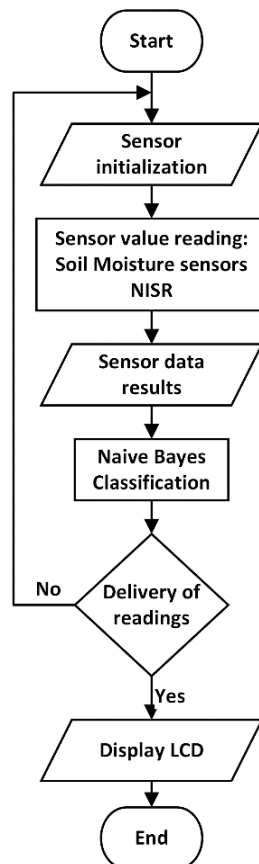 Start
Sensor
initialization
Sensor value reading:
Soil Moisture sensors
NISR
Sensor data
results
Naive Bayes
Classification
Delivery of
readings
No
Yes
Display LCD
End